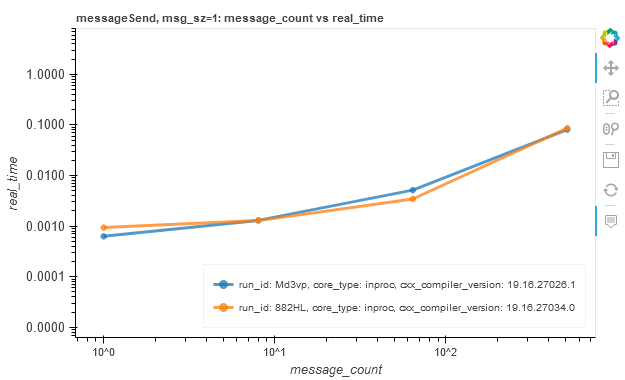 messageSend, msg_sz=1: message_count vs real_time
1.0000
0.1000
0.0100
0.0010
0.0001
0.0000
real_time
10^0
10^1
10^2
message_count
run_id: Md3vp, core_type: inproc, cxx_compiler_version: 19.16.27026.1
run_id: 882HL, core_type: inproc, cxx_compiler_version: 19.16.27034.0